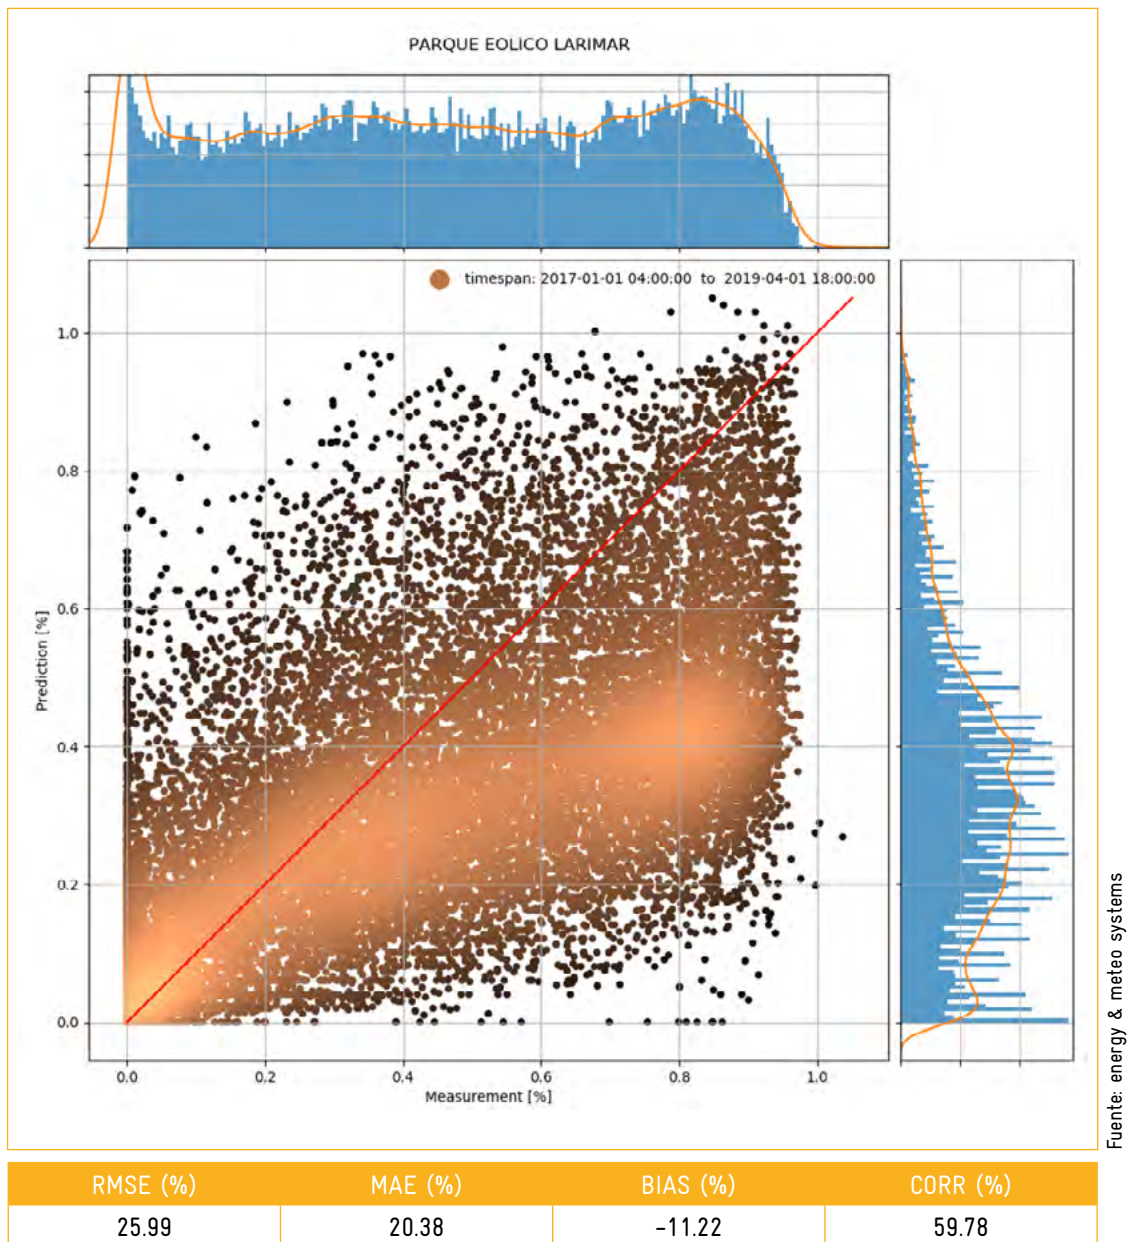 PARQUE EOLICO LARIMAR
timespan: 2017-01-01 04:00:00 to 2019-04-01 18:00:00
1.0
0.8
0.6
0.4
0.2
0.0
Prediction [%]
0.0 0.2 0.4 0.6 0.8 1.0
Measurement [%]
Fuente: energy & meteo systems
RMSE (%) MAE (%) BIAS (%) CORR (%)
25.99 20.38 -11.22 59.78